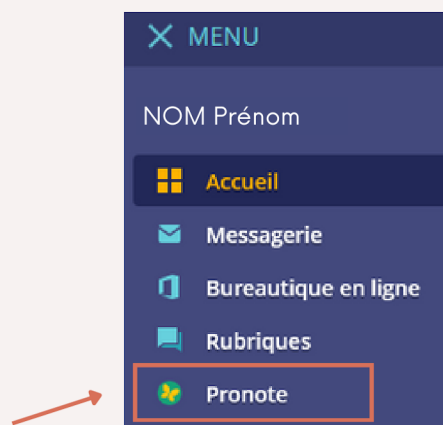 MENU
NOM Prénom
Accueil
Messagerie
Bureautique en ligne
Rubriques
Pronote